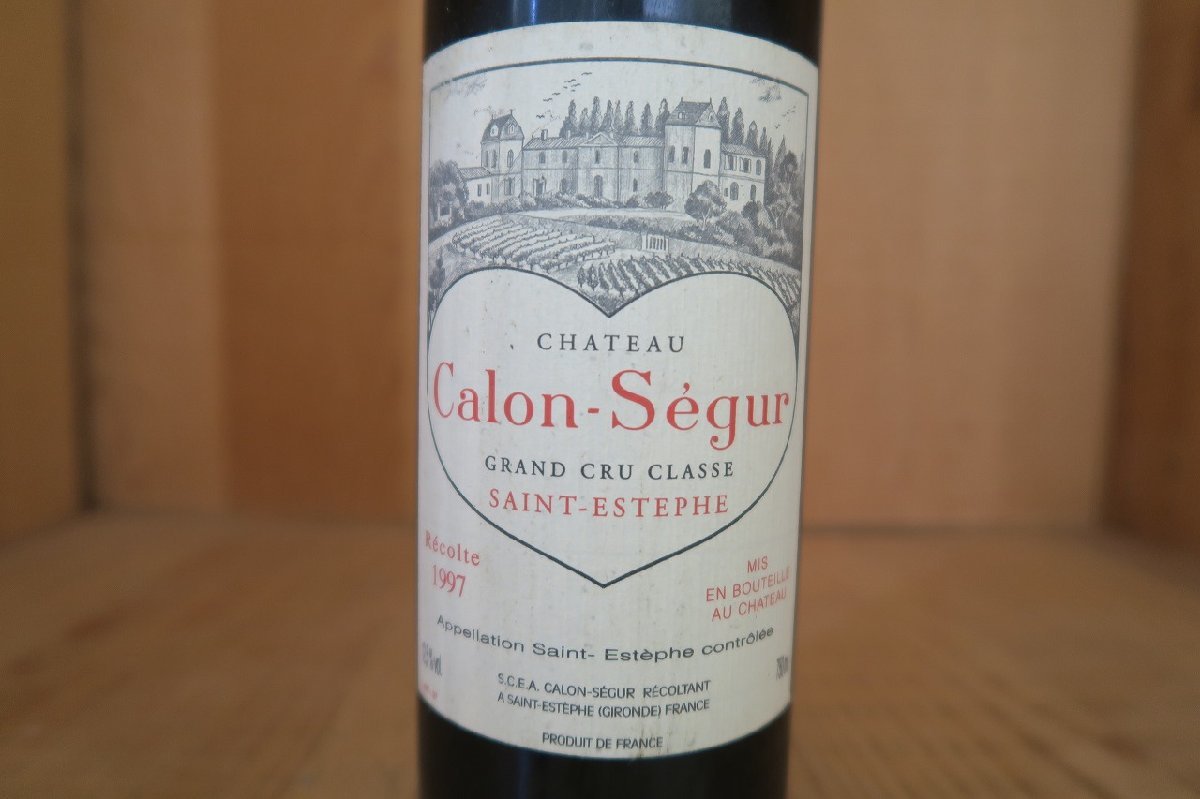 CHATEAU
Calon-Ségur
GRAND CRU CLASSE
SAINT-ESTEPHE
Récolte
1997
MIS
EN BOUTEILLE
AU CHATEAU
Appellation Saint- Estèphe contrôlée
S.C.E.A. CALON-SÉGUR RÉCOLTANT
A SAINT-ESTÈPHE (GIRONDE) FRANCE
PRODUIT DE FRANCE